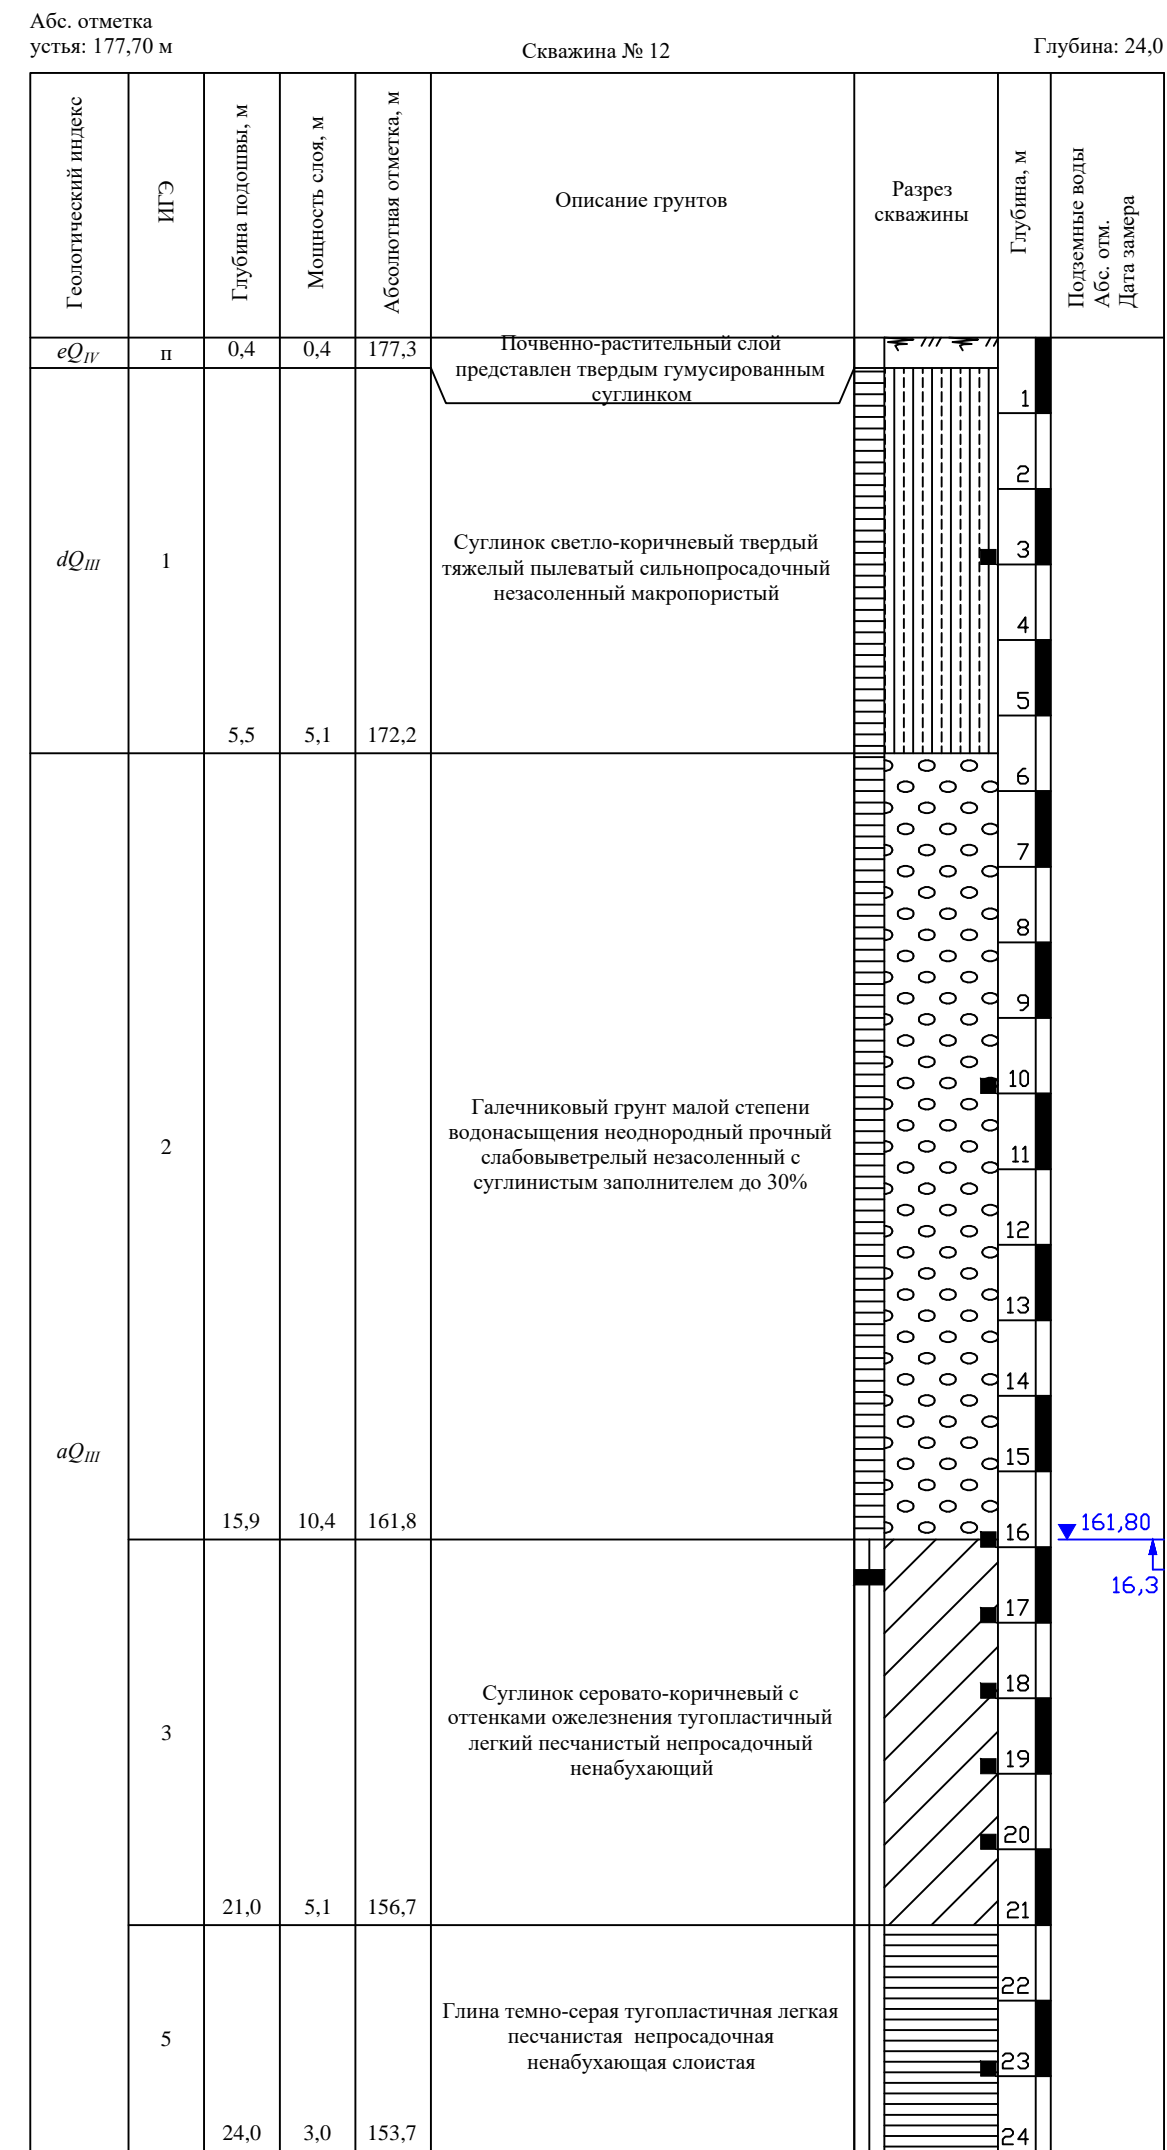 Абс. отметка
устья: 177,70 м
Скважина № 12
Глубина: 24,0
Геологический индекс
ИГЭ
Глубина подошвы, м
Мощность слоя, м
Абсолютная отметка, м
Описание грунтов
Разрез
скважины
Глубина, м
Подземные воды
Абс. отм.
Дата замера
eQIV
п
0,4
0,4
177,3
Почвенно-растительный слой
представлен твердым гумусированным
суглинком
1
2
dQIII
1
Суглинок светло-коричневый твердый
тяжелый пылеватый сильнопросадочный
незасоленный макропористый
3
4
5
5,5
5,1
172,2
6
7
8
9
10
2
Галечниковый грунт малой степени
водонасыщения неоднородный прочный
слабовыветрелый незасоленный с
суглинистым заполнителем до 30%
11
12
13
14
aQIII
15
15,9
10,4
161,8
16
161,80
16,3
17
18
3
Суглинок серовато-коричневый с
оттенками ожелезнения тугопластичный
легкий песчанистый непросадочный
ненабухающий
19
20
21,0
5,1
156,7
21
22
5
Глина темно-серая тугопластичная легкая
песчанистая  непросадочная
ненабухающая слоистая
23
24,0
3,0
153,7
24